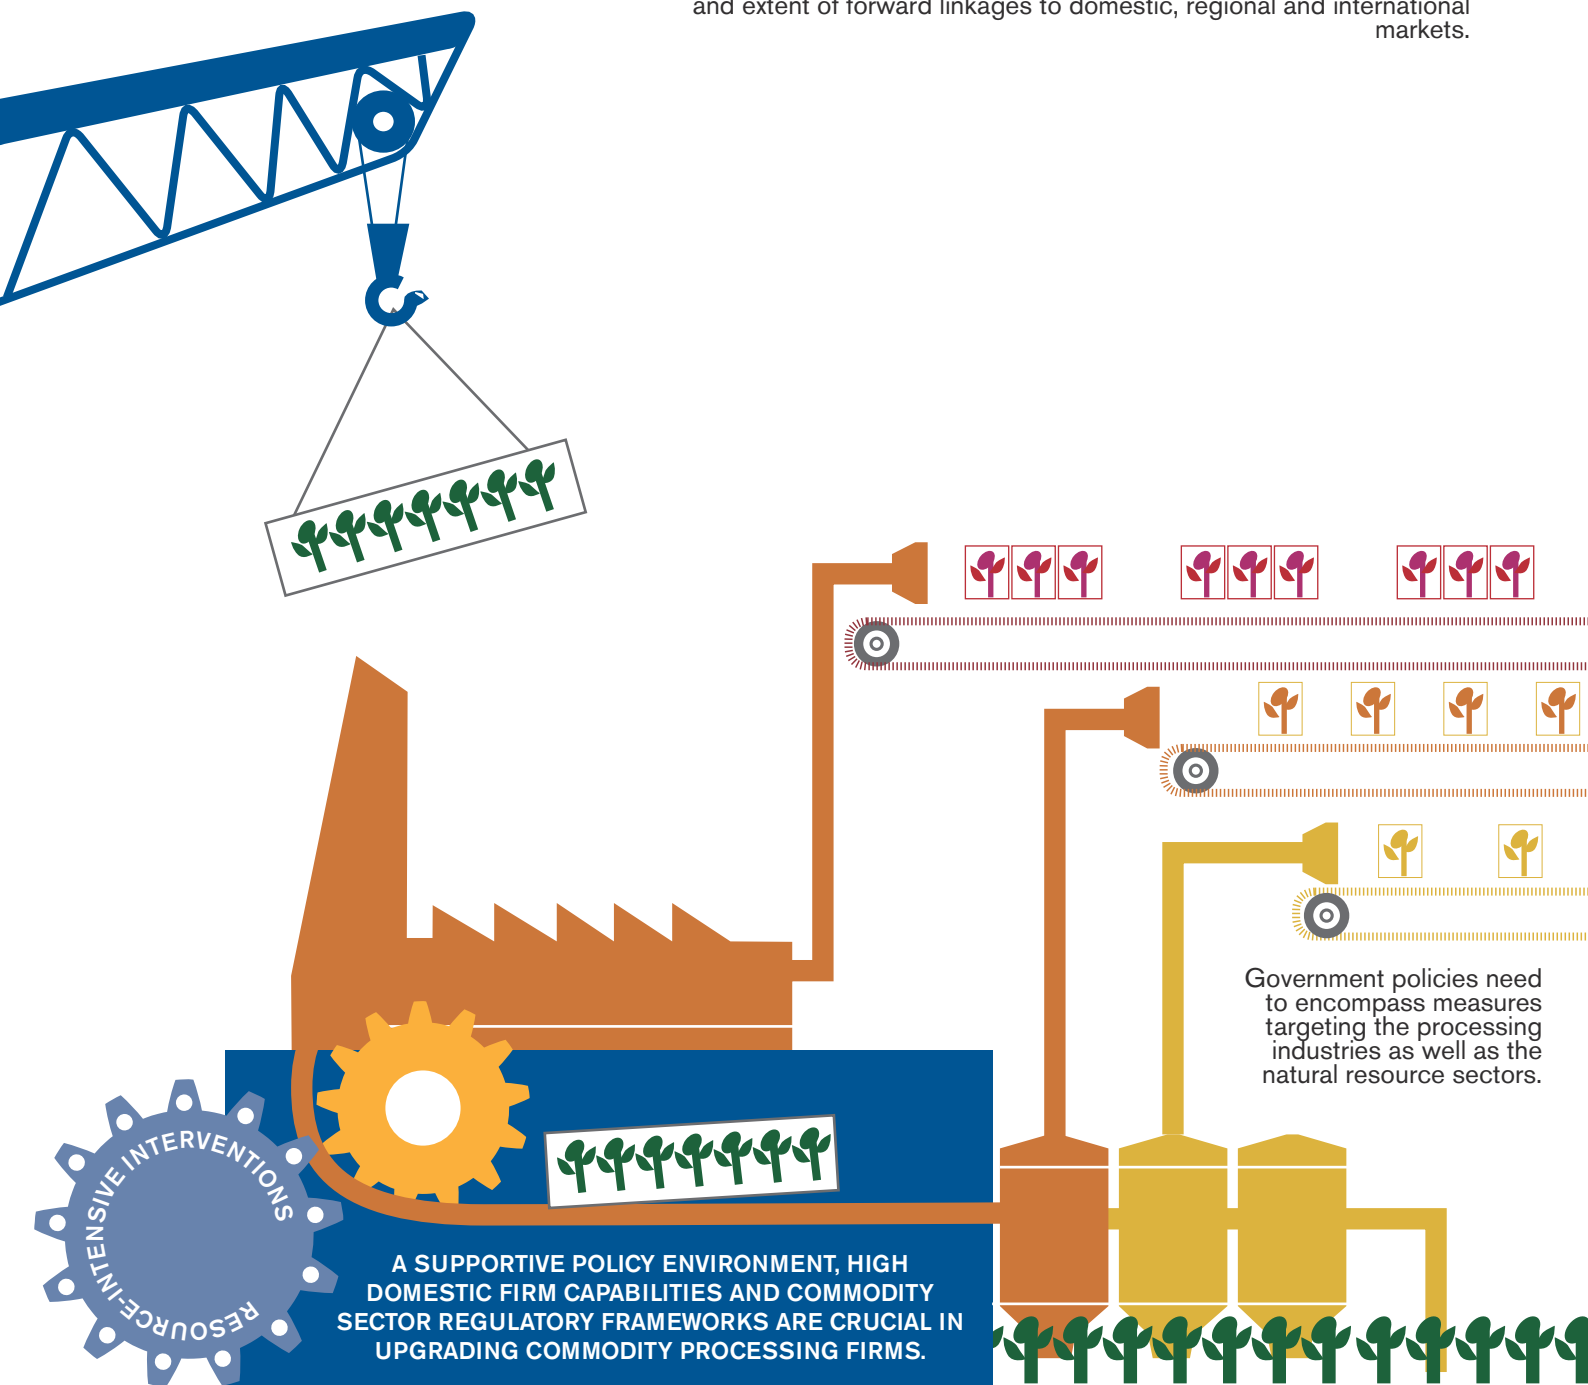 and extent of forward linkages to domestic, regional and international
markets.
Government policies need
to encompass measures
targeting the processing
industries as well as the
natural resource sectors.
RESOURCE-INTENSIVE INTERVENTIONS
A SUPPORTIVE POLICY ENVIRONMENT, HIGH
DOMESTIC FIRM CAPABILITIES AND COMMODITY
SECTOR REGULATORY FRAMEWORKS ARE CRUCIAL IN
UPGRADING COMMODITY PROCESSING FIRMS.